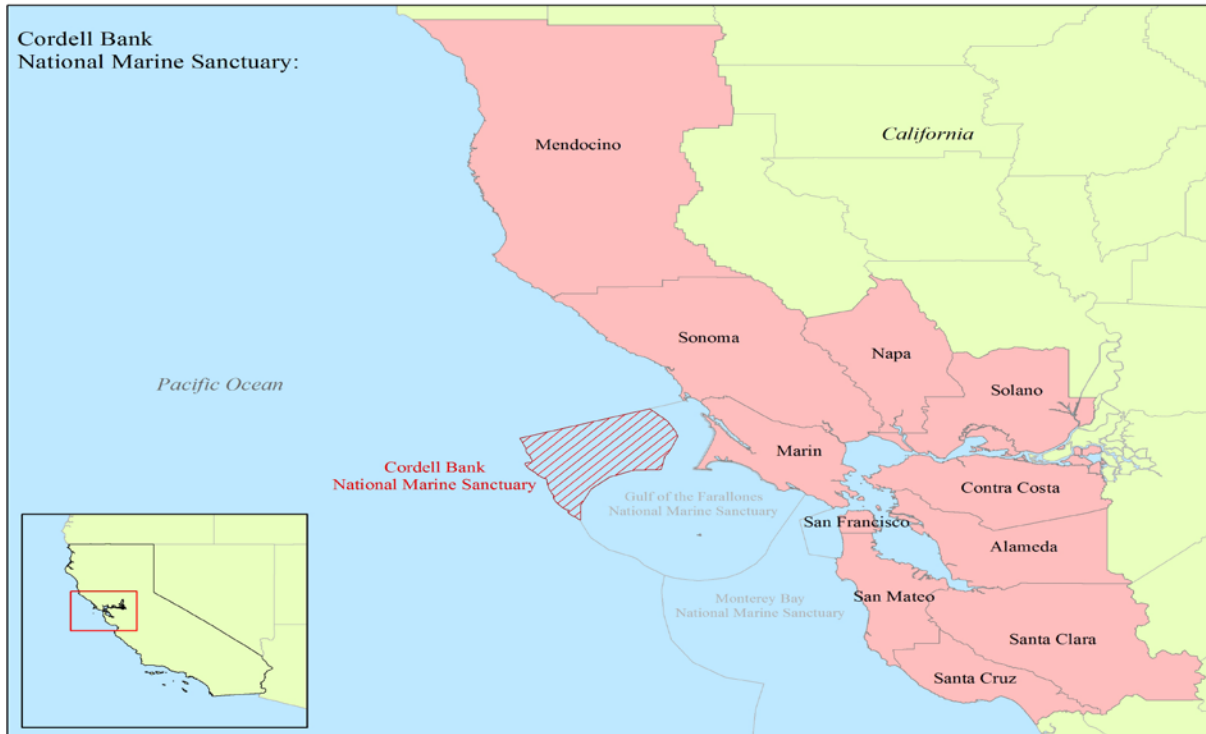 Cordell Bank
National Marine Sanctuary:
Mendocino
California
Sonoma
Napa
Solano
Pacific Ocean
Marin
Cordell Bank
National Marine Sanctuary
Contra Costa
Gulf of the Farallones
National Marine Sanctuary
San Francisco
Alameda
San Mateo
Monterey Bay
National Marine Sanctuary
Santa Clara
Santa Cruz